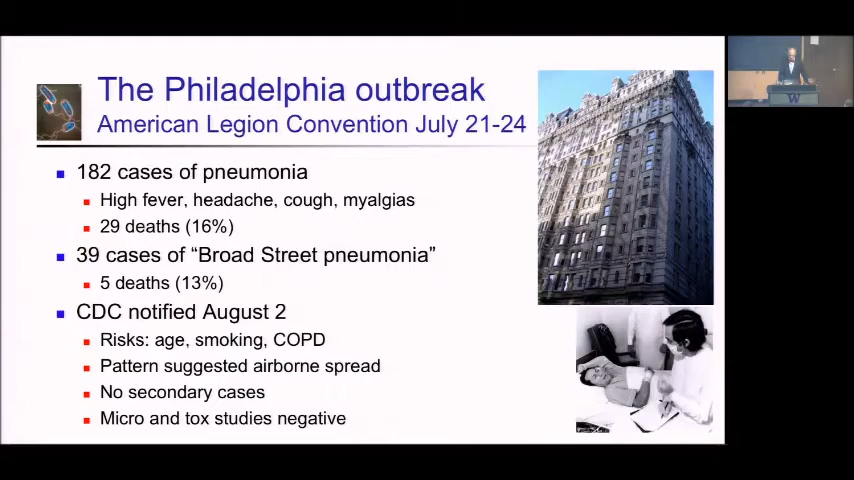 The Philadelphia outbreak
American Legion Convention July 21-24
182 cases of pneumonia
High fever, headache, cough, myalgias
29 deaths (16%)
39 cases of “Broad Street pneumonia”
5 deaths (13%)
CDC notified August 2
Risks: age, smoking, COPD
Pattern suggested airborne spread
No secondary cases
Micro and tox studies negative
W